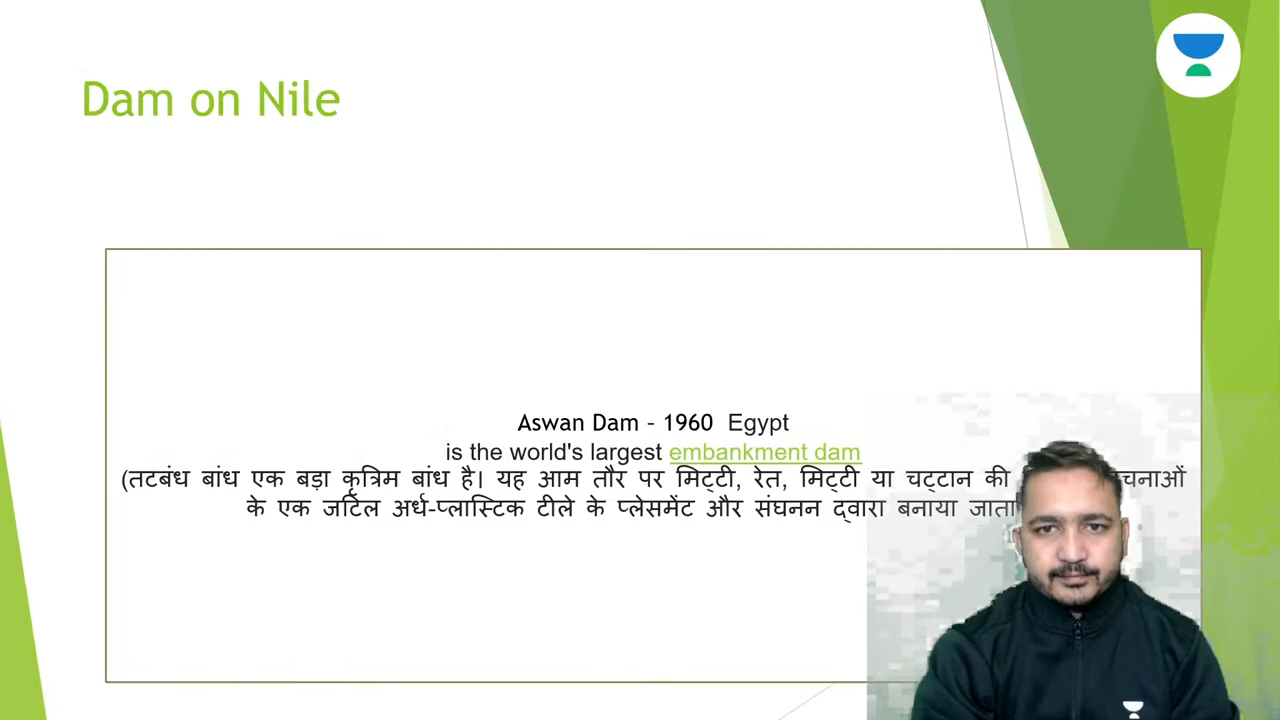 Dam on Nile
Aswan Dam - 1960 Egypt
is the world's largest embankment dam
(तटबंध बांध एक बड़ा कृत्रिम बांध है। यह आम तौर पर मिट्टी, रेत, मिट्टी या चट्टान की चनाओं
के एक जटिल अर्ध-प्लास्टिक टीले के प्लेसमेंट और संघनन द्वारा बनाया जाता